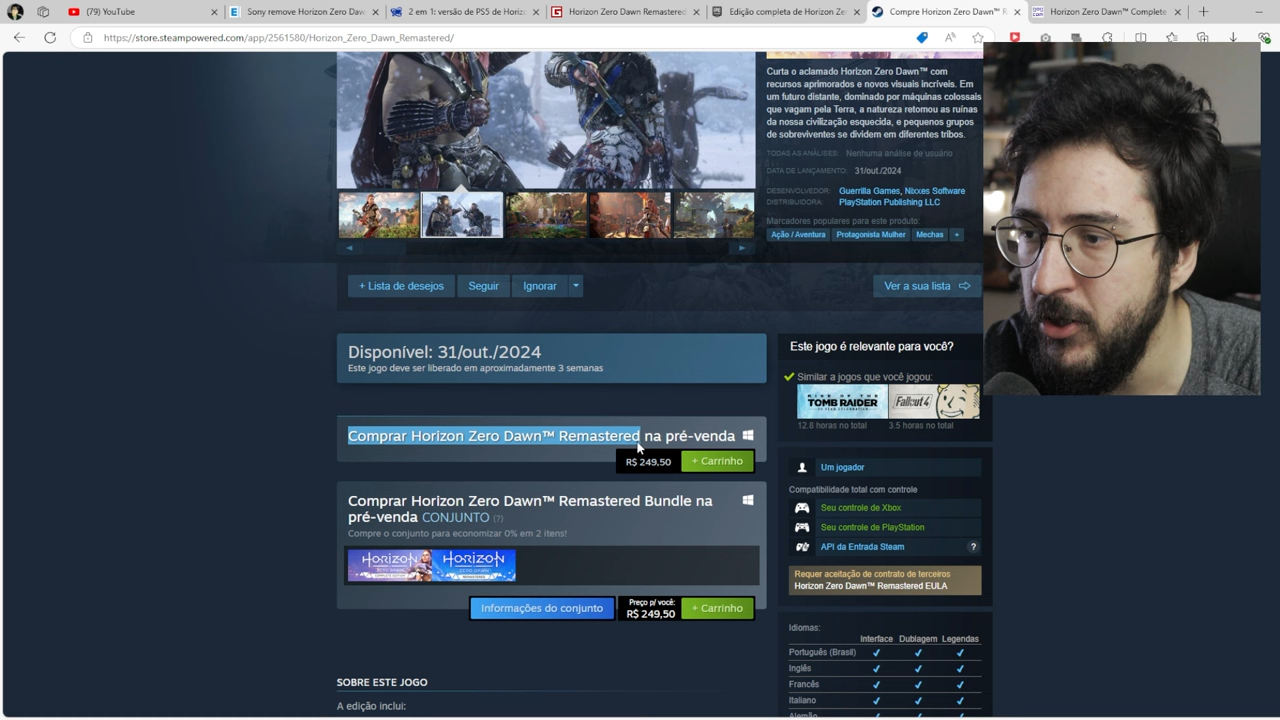 (79) YouTube
Sony remove Horizon Zero Daw
2 em 1: versão de PS5 de Horiz
Horizon Zero Dawn Remastered
Edição completa de Horizon Ze
Compre Horizon Zero Dawn™ R
Horizon Zero Dawn™ Complete
https://store.steampowered.com/app/2561580/Horizon_Zero_Dawn_Remastered/
Curta o aclamado Horizon Zero Dawn™ com
recursos aprimorados e novos visuais incríveis. Em
um futuro distante, dominado por máquinas colossais
que vagam pela Terra, a natureza retomou as ruínas
da nossa civilização esquecida, e pequenos grupos
de sobreviventes se dividem em diferentes tribos.
TODAS AS ANÁLISES: Nenhuma análise de usuário
DATA DE LANÇAMENTO: 31/out./2024
DESENVOLVEDOR: Guerrilla Games, Nixxes Software
DISTRIBUIDORA: PlayStation Publishing LLC
Marcadores populares para este produto:
Ação / Aventura Protagonista Mulher Mechas +
+ Lista de desejos Seguir Ignorar
Ver a sua lista
Disponível: 31/out./2024
Este jogo deve ser liberado em aproximadamente 3 semanas
Comprar Horizon Zero Dawn™ Remastered na pré-venda
R$ 249,50 + Carrinho
Comprar Horizon Zero Dawn™ Remastered Bundle na
pré-venda CONJUNTO (?)
Compre o conjunto para economizar 0% em 2 itens!
HORIZON HORIZON
Informações do conjunto
Preço p/ você:
R$ 249,50
+ Carrinho
SOBRE ESTE JOGO
A edição inclui:
Este jogo é relevante para você?
Similar a jogos que você jogou:
RISE OF THE
TOMB RAIDER
Fallout 4
12.8 horas no total 3.5 horas no total
Um jogador
Compatibilidade total com controle
Seu controle de Xbox
Seu controle de PlayStation
API da Entrada Steam ?
Requer aceitação de contrato de terceiros
Horizon Zero Dawn™ Remastered EULA
Idiomas:
Interface Dublagem Legendas
Português (Brasil)
Inglês
Francês
Italiano
Alemão